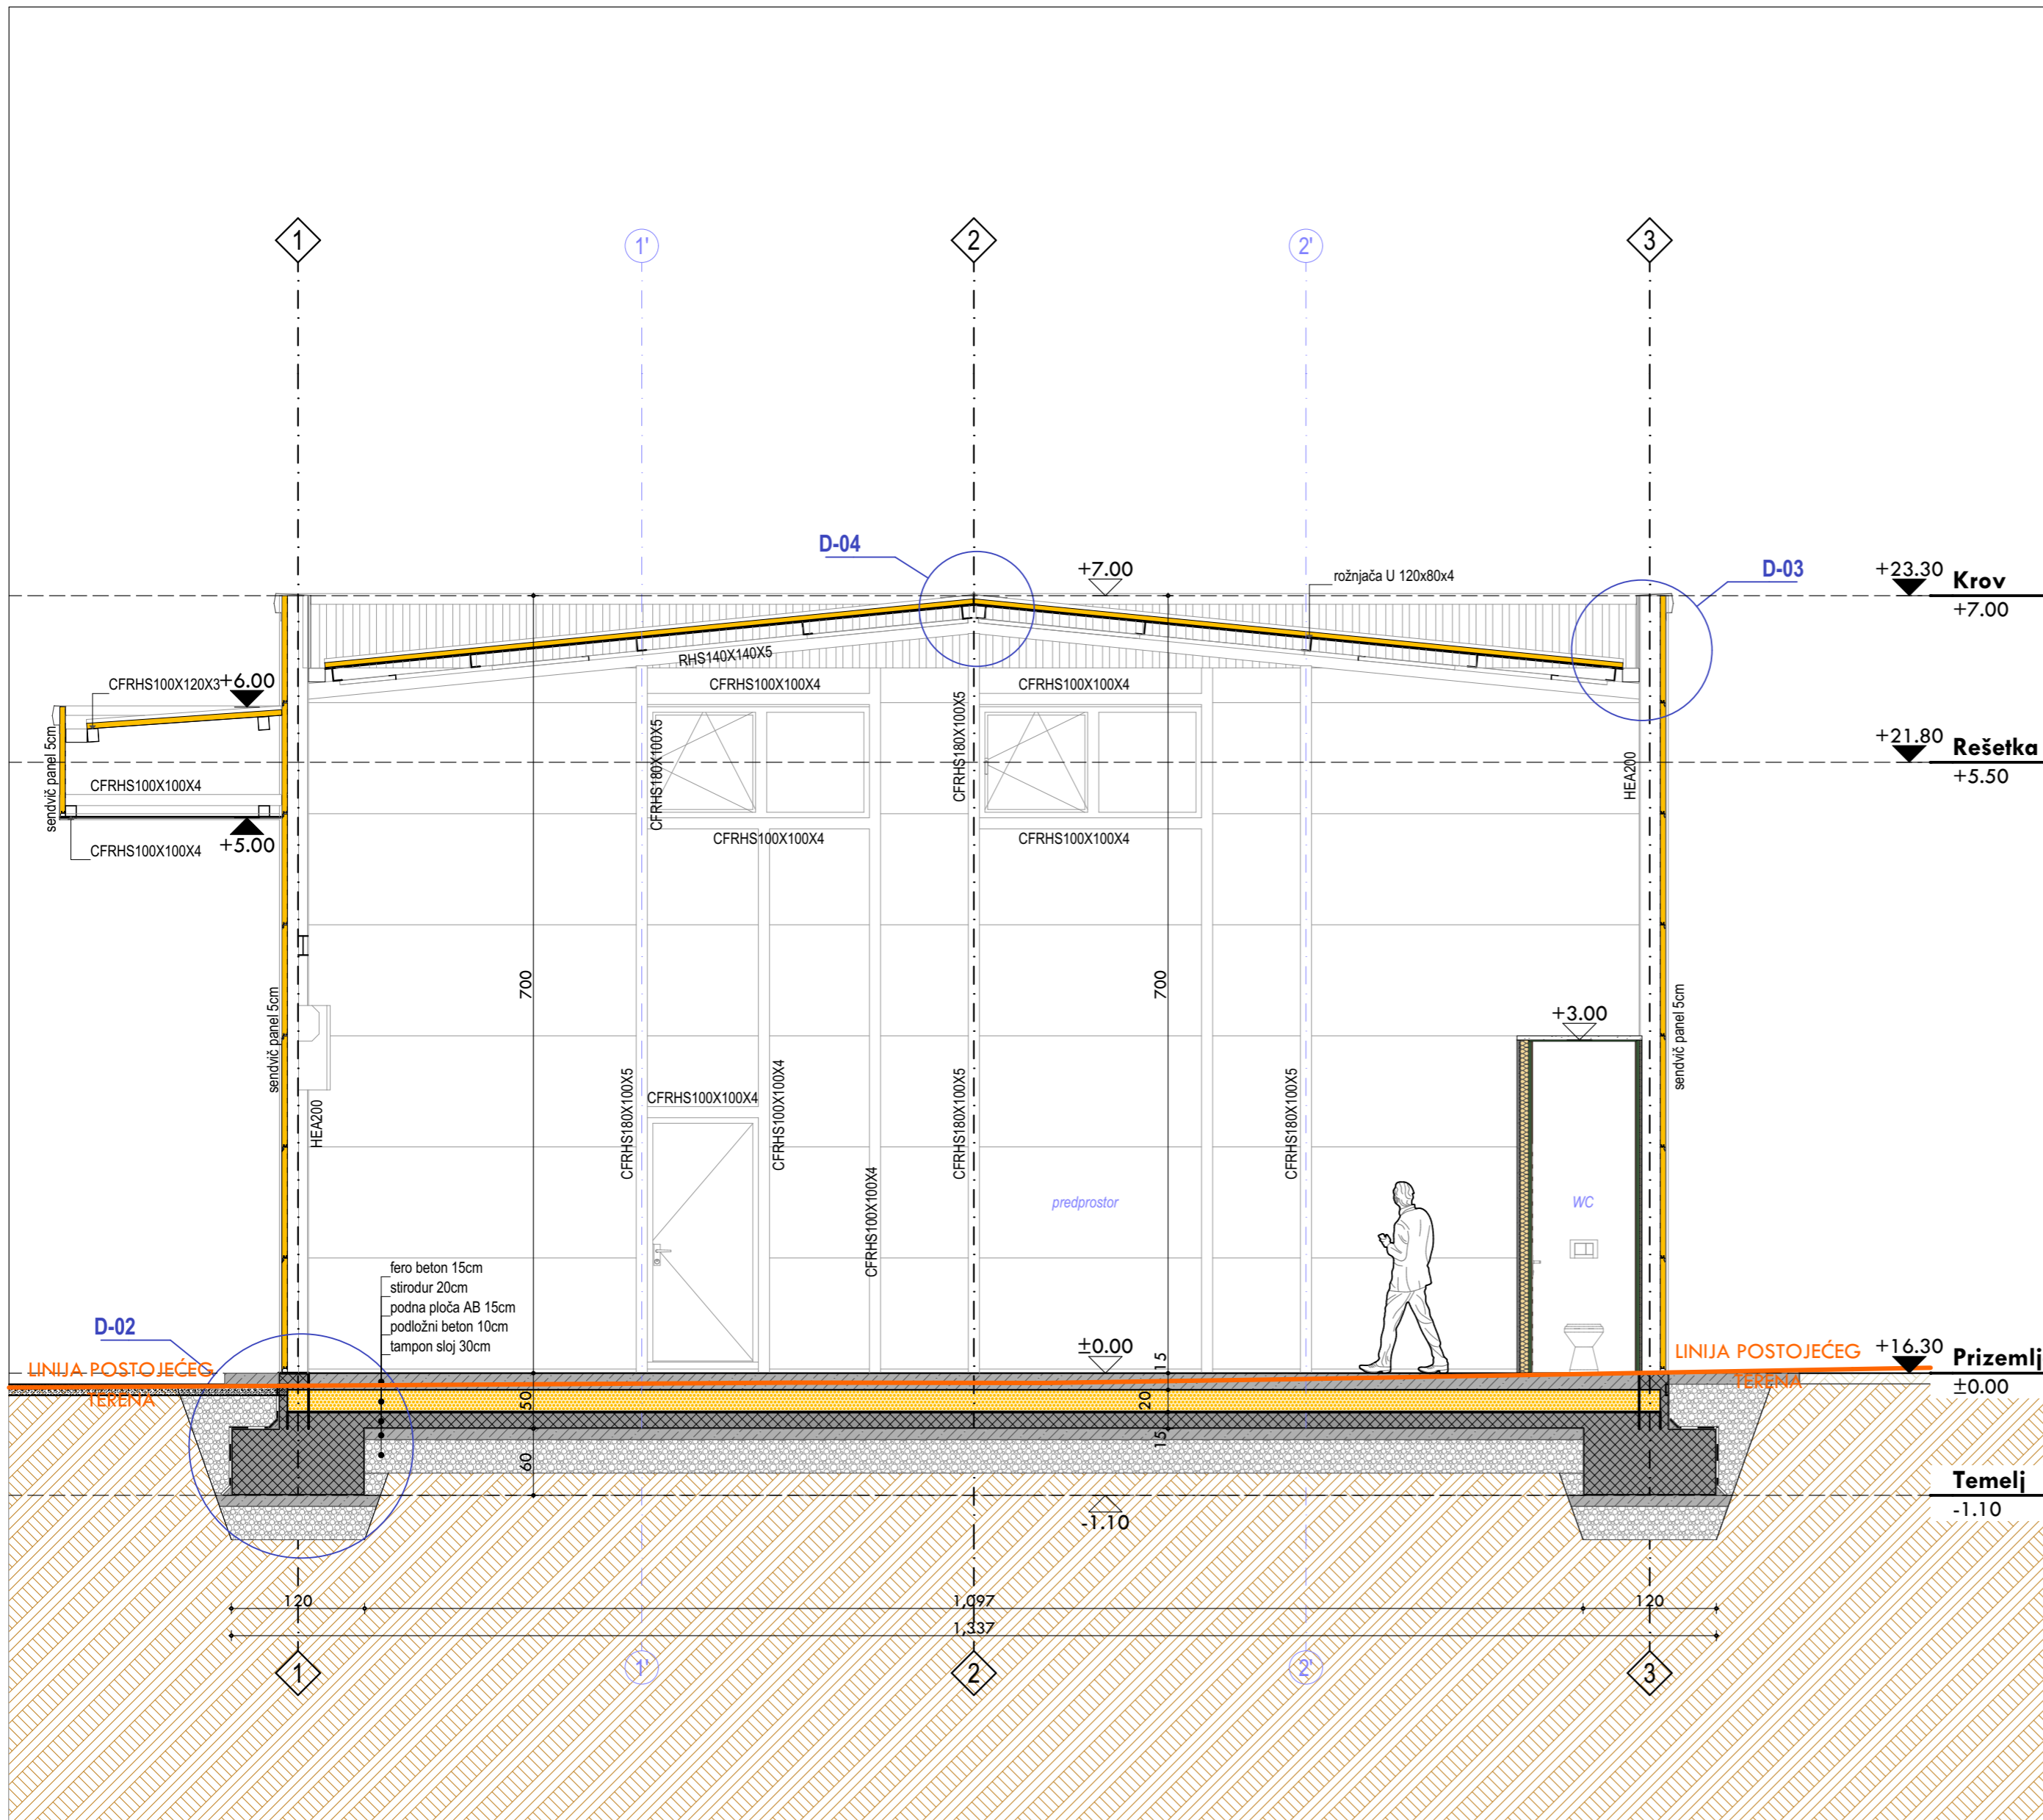 1
1'
2
2'
3
D-04
+7.00
rožnjača U 120x80x4
D-03
+23.30
Krov
+7.00
RHS140X140X5
CFRHS100X120X3
+6.00
CFRHS100X100X4
CFRHS100X100X4
CFRHS180X100X5
CFRHS180X100X5
+21.80
Rešetka
+5.50
HEA200
sendvič panel 5cm
CFRHS100X100X4
CFRHS100X100X4
+5.00
CFRHS100X100X4
CFRHS100X100X4
700
700
sendvič panel 5cm
sendvič panel 5cm
+3.00
HEA200
CFRHS180X100X5
CFRHS100X100X4
CFRHS100X100X4
CFRHS100X100X4
CFRHS180X100X5
CFRHS180X100X5
predprostor
WC
fero beton 15cm
stirodur 20cm
podna ploča AB 15cm
podložni beton 10cm
tampon sloj 30cm
D-02
LINIJA POSTOJEĆEG
TERENA
±0.00
15
LINIJA POSTOJEĆEG
TERENA
+16.30
Prizemlj
±0.00
50
20
15
60
-1.10
Temelj
-1.10
120
1,097
120
1,337
1
1'
2
2'
3